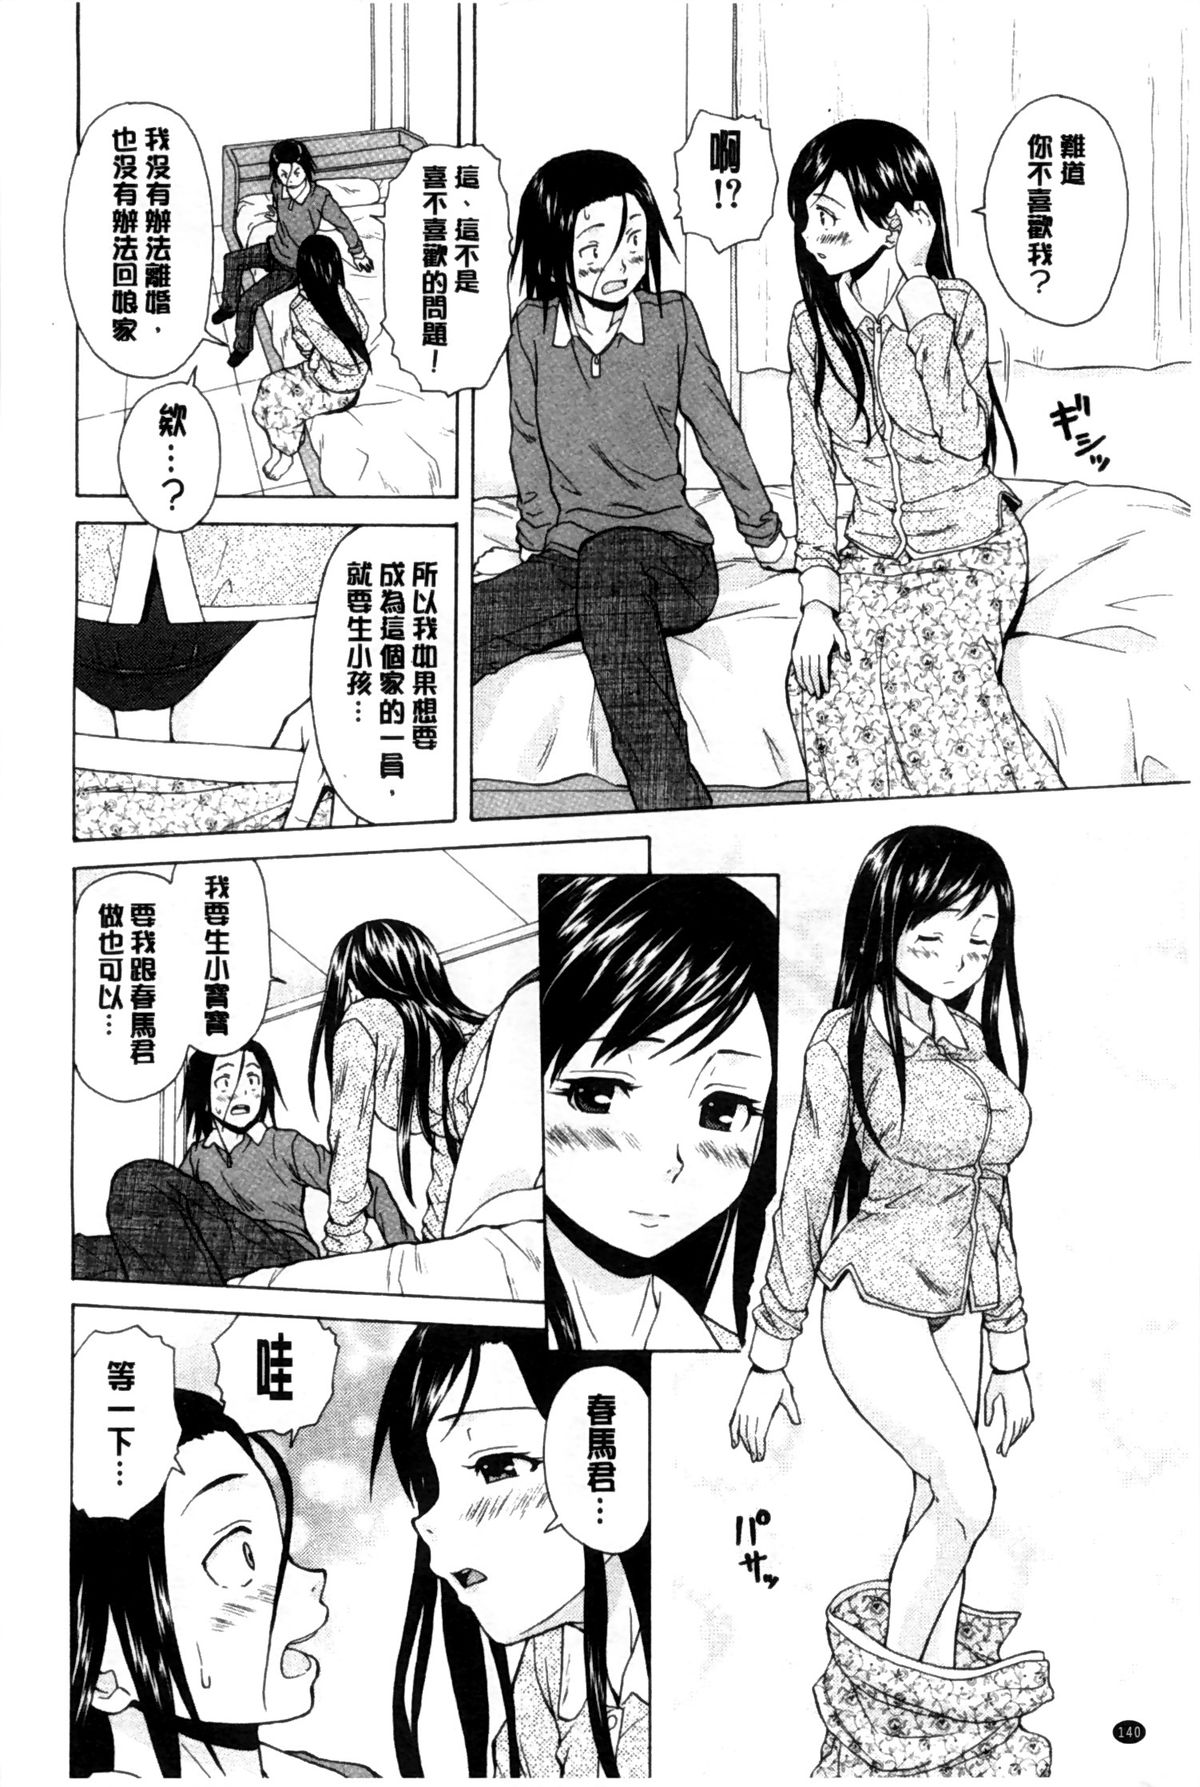 難道
你不喜歡我？
啊!?
ギシッ
這、這不是
喜不喜歡的問題！
我沒有辦法離婚，
也沒有辦法回娘家
欸…？
所以我如果想要
成為這個家的一員，
就要生小孩…
パサッ
我要生小寶寶
要我跟春馬君
做也可以…
春馬君…
哇
等一下…
140